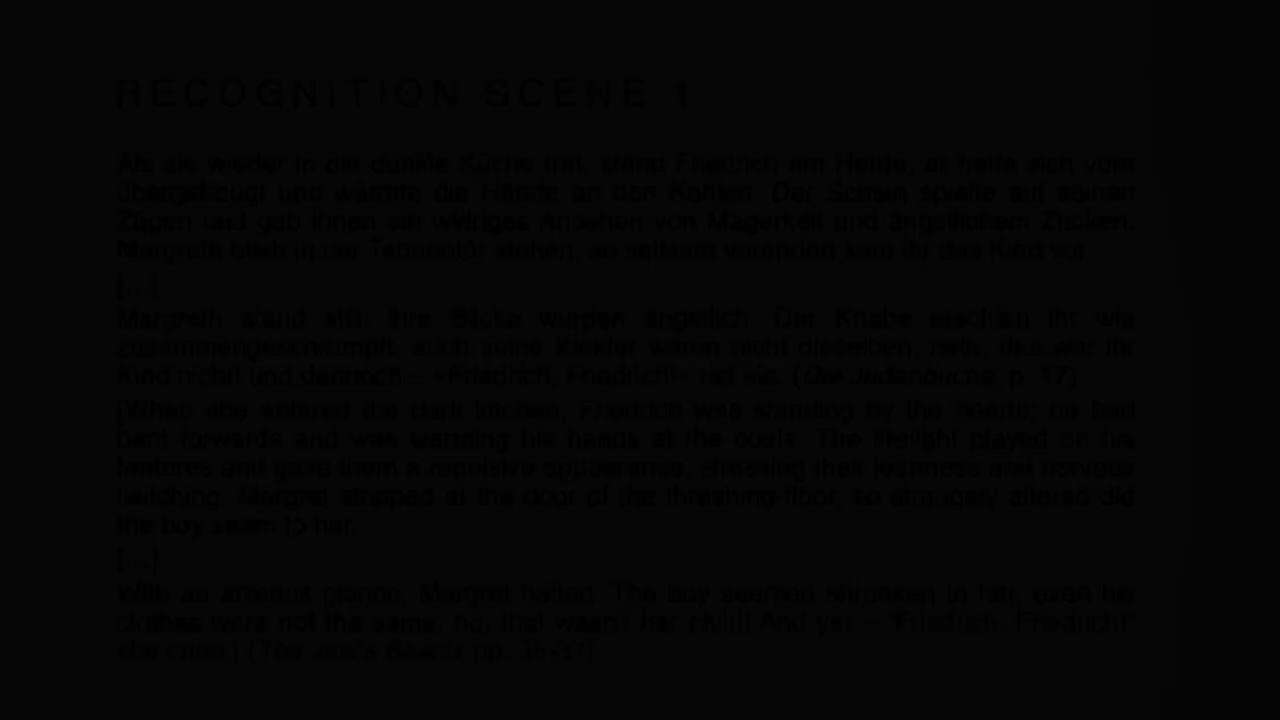 RECOGNITION SCENE 1
Als sie wieder in die dunkle Küche trat, stand Friedrich am Herde; er hatte sich vorn
übergebeugt und wärmte die Hände an den Kohlen. Der Schein spielte auf seinen
Zügen und gab ihnen ein widriges Ansehen von Magerkeit und ängstlichem Zucken.
Margreth blieb in der Tennentür stehen, so seltsam verändert kam ihr das Kind vor.
[...]
Margreth stand still; ihre Blicke wurden ängstlich. Der Knabe erschien ihr wie
zusammengeschrumpft, auch seine Kleider waren nicht dieselben, nein, das war ihr
Kind nicht! und dennoch – »Friedrich, Friedrich!« rief sie. (Die Judenbuche, p. 17)
[When she entered the dark kitchen, Friedrich was standing by the hearth; he had
bent forwards and was warming his hands at the coals. The firelight played on his
features and gave them a repulsive appearance, stressing their leanness and nervous
twitching. Margret stopped at the door of the threshing-floor, so strangely altered did
the boy seem to her.
[...]
With an anxious glance, Margret halted. The boy seemed shrunken to her, even his
clothes were not the same, no, that wasn't her child! And yet – "Friedrich, Friedrich!"
she cried.] (The Jew's Beech, pp.